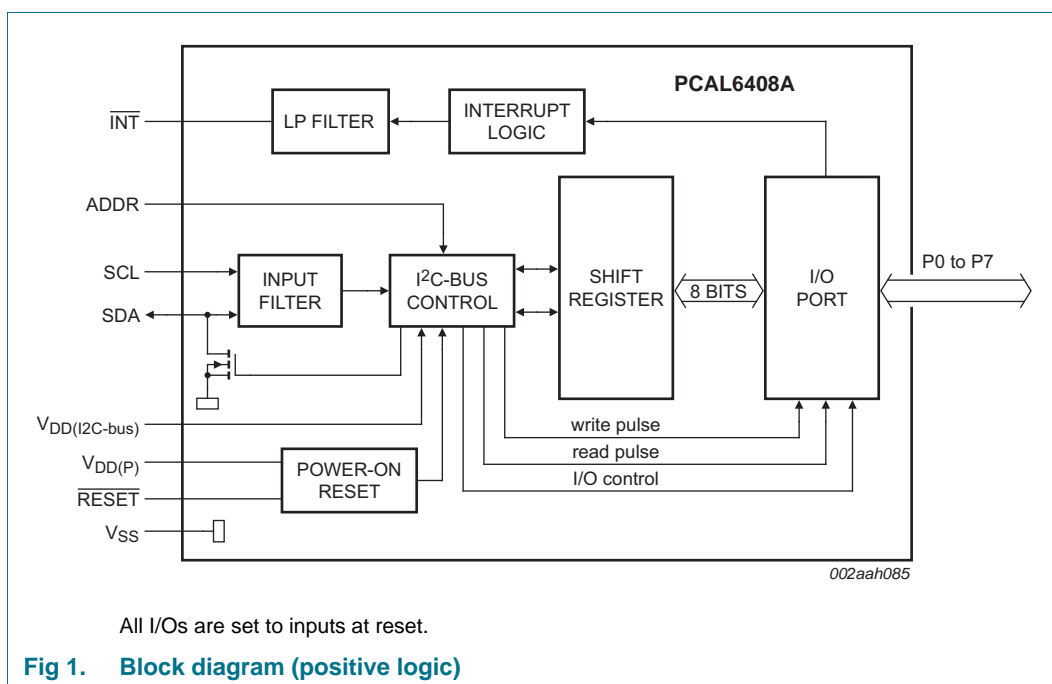 PCAL6408A
INT
LP FILTER
INTERRUPT
LOGIC
ADDR
SCL
SDA
INPUT
FILTER
I²C-BUS
CONTROL
SHIFT
REGISTER
8 BITS
I/O
PORT
P0 to P7
VDD(I2C-bus)
write pulse
VDD(P)
read pulse
RESET
POWER-ON
RESET
I/O control
VSS
002aah085
All I/Os are set to inputs at reset.
Fig 1. Block diagram (positive logic)